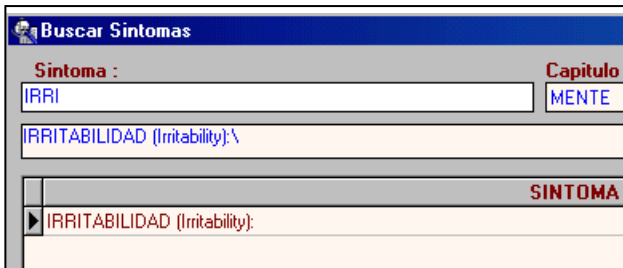 Buscar Sintomas
Sintoma : Capitulo
IRRI MENTE
IRRITABILIDAD (Irritability):\
SINTOMA
IRRITABILIDAD (Irritability):